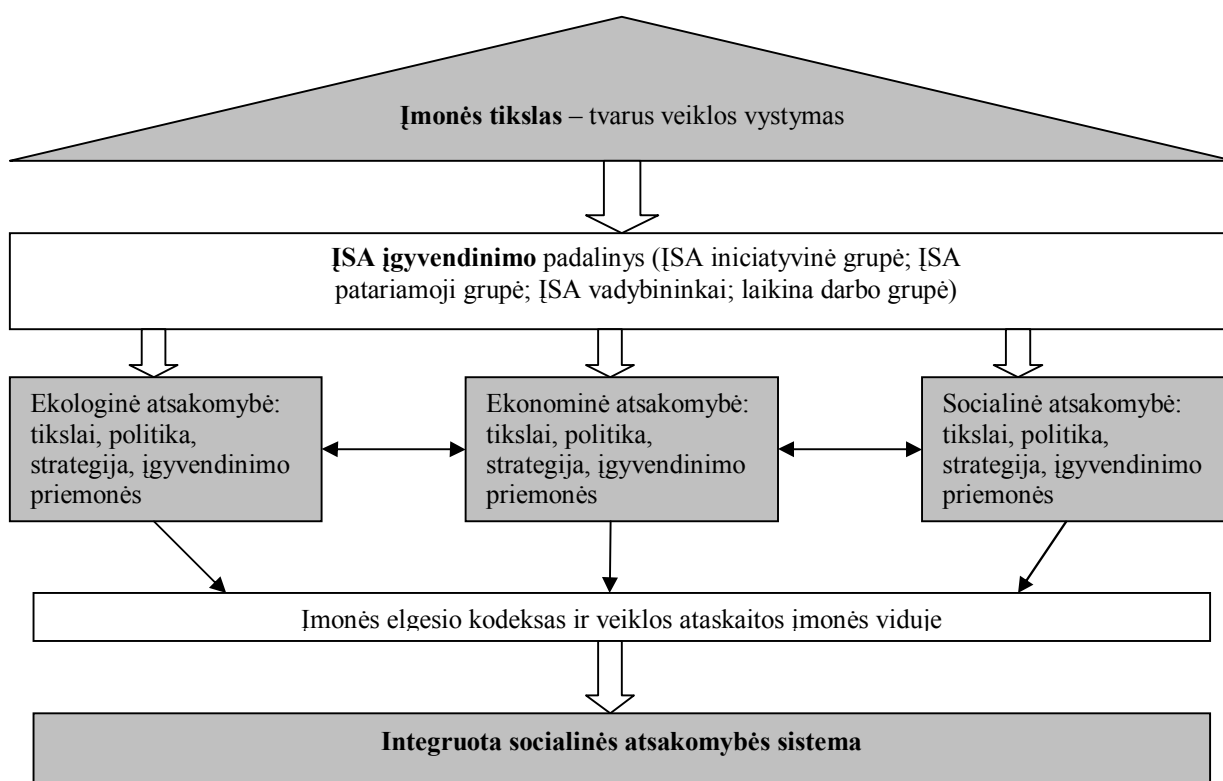 Įmonės tikslas – tvarus veiklos vystymas
ĮSA įgyvendinimo padalinys (ĮSA iniciatyvinė grupė; ĮSA
patariamoji grupė; ĮSA vadybininkai; laikina darbo grupė)
Ekologinė atsakomybė:
tikslai, politika,
strategija, įgyvendinimo
priemonės
Ekonominė atsakomybė:
tikslai, politika,
strategija, įgyvendinimo
priemonės
Socialinė atsakomybė:
tikslai, politika,
strategija, įgyvendinimo
priemonės
Įmonės elgesio kodeksas ir veiklos ataskaitos įmonės viduje
Integruota socialinės atsakomybės sistema